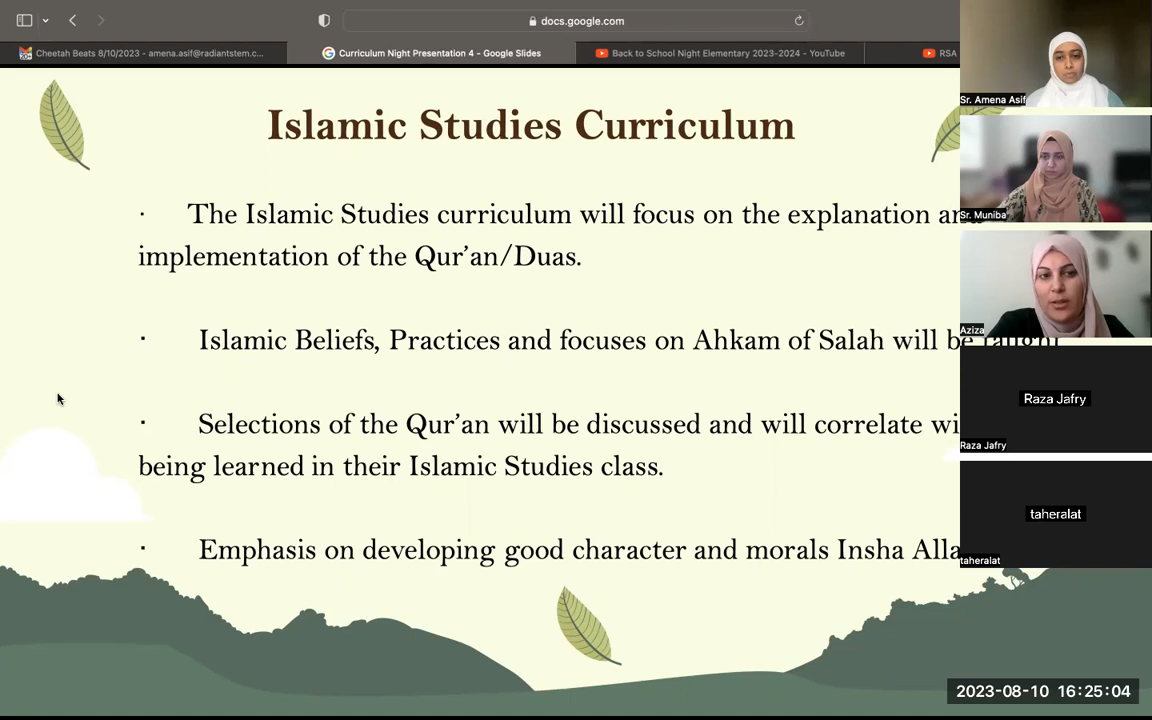 docs.google.com
Cheetah Beats 8/10/2023 - amena.asif@radiantstem.c...
Curriculum Night Presentation 4 - Google Slides
Back to School Night Elementary 2023-2024 - YouTube
RSA
Islamic Studies Curriculum
· The Islamic Studies curriculum will focus on the explanation and
implementation of the Qur’an/Duas.
· Islamic Beliefs, Practices and focuses on Ahkam of Salah will be taught
· Selections of the Qur’an will be discussed and will correlate wi
being learned in their Islamic Studies class.
· Emphasis on developing good character and morals Insha Alla
Sr. Amena Asif
Sr. Muniba
Aziza
Raza Jafry
Raza Jafry
taheralat
taheralat
2023-08-10 16:25:04